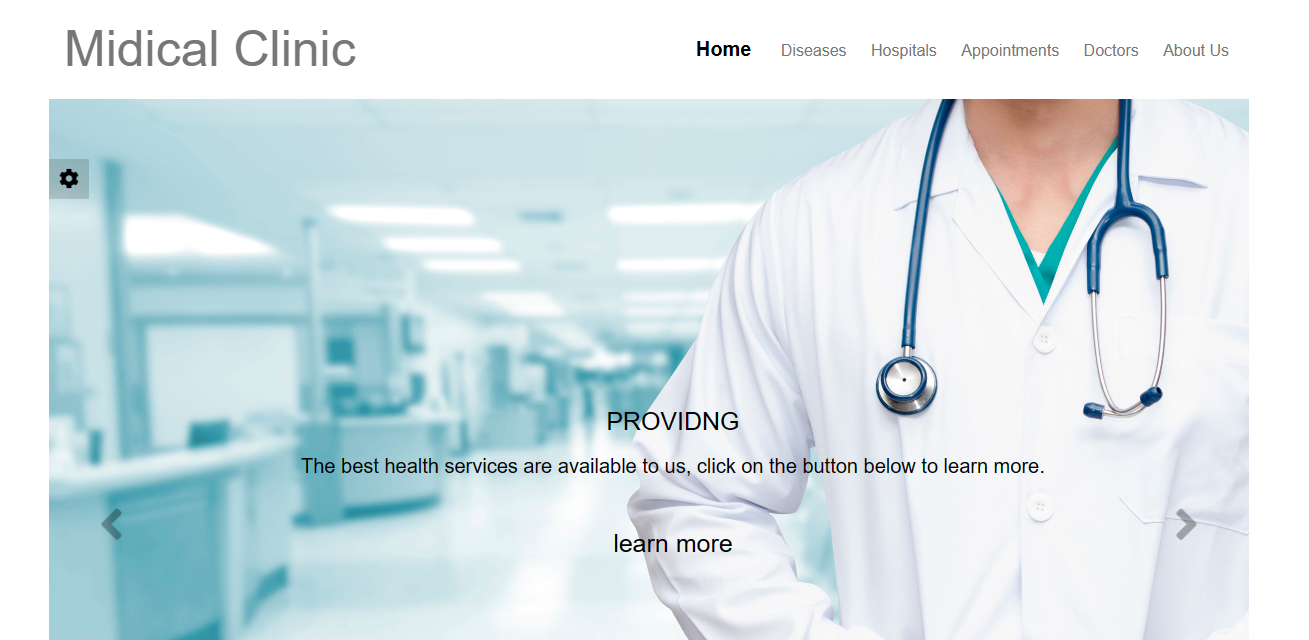 Midical Clinic
Home Diseases Hospitals Appointments Doctors About Us
PROVIDNG
The best health services are available to us, click on the button below to learn more.
learn more